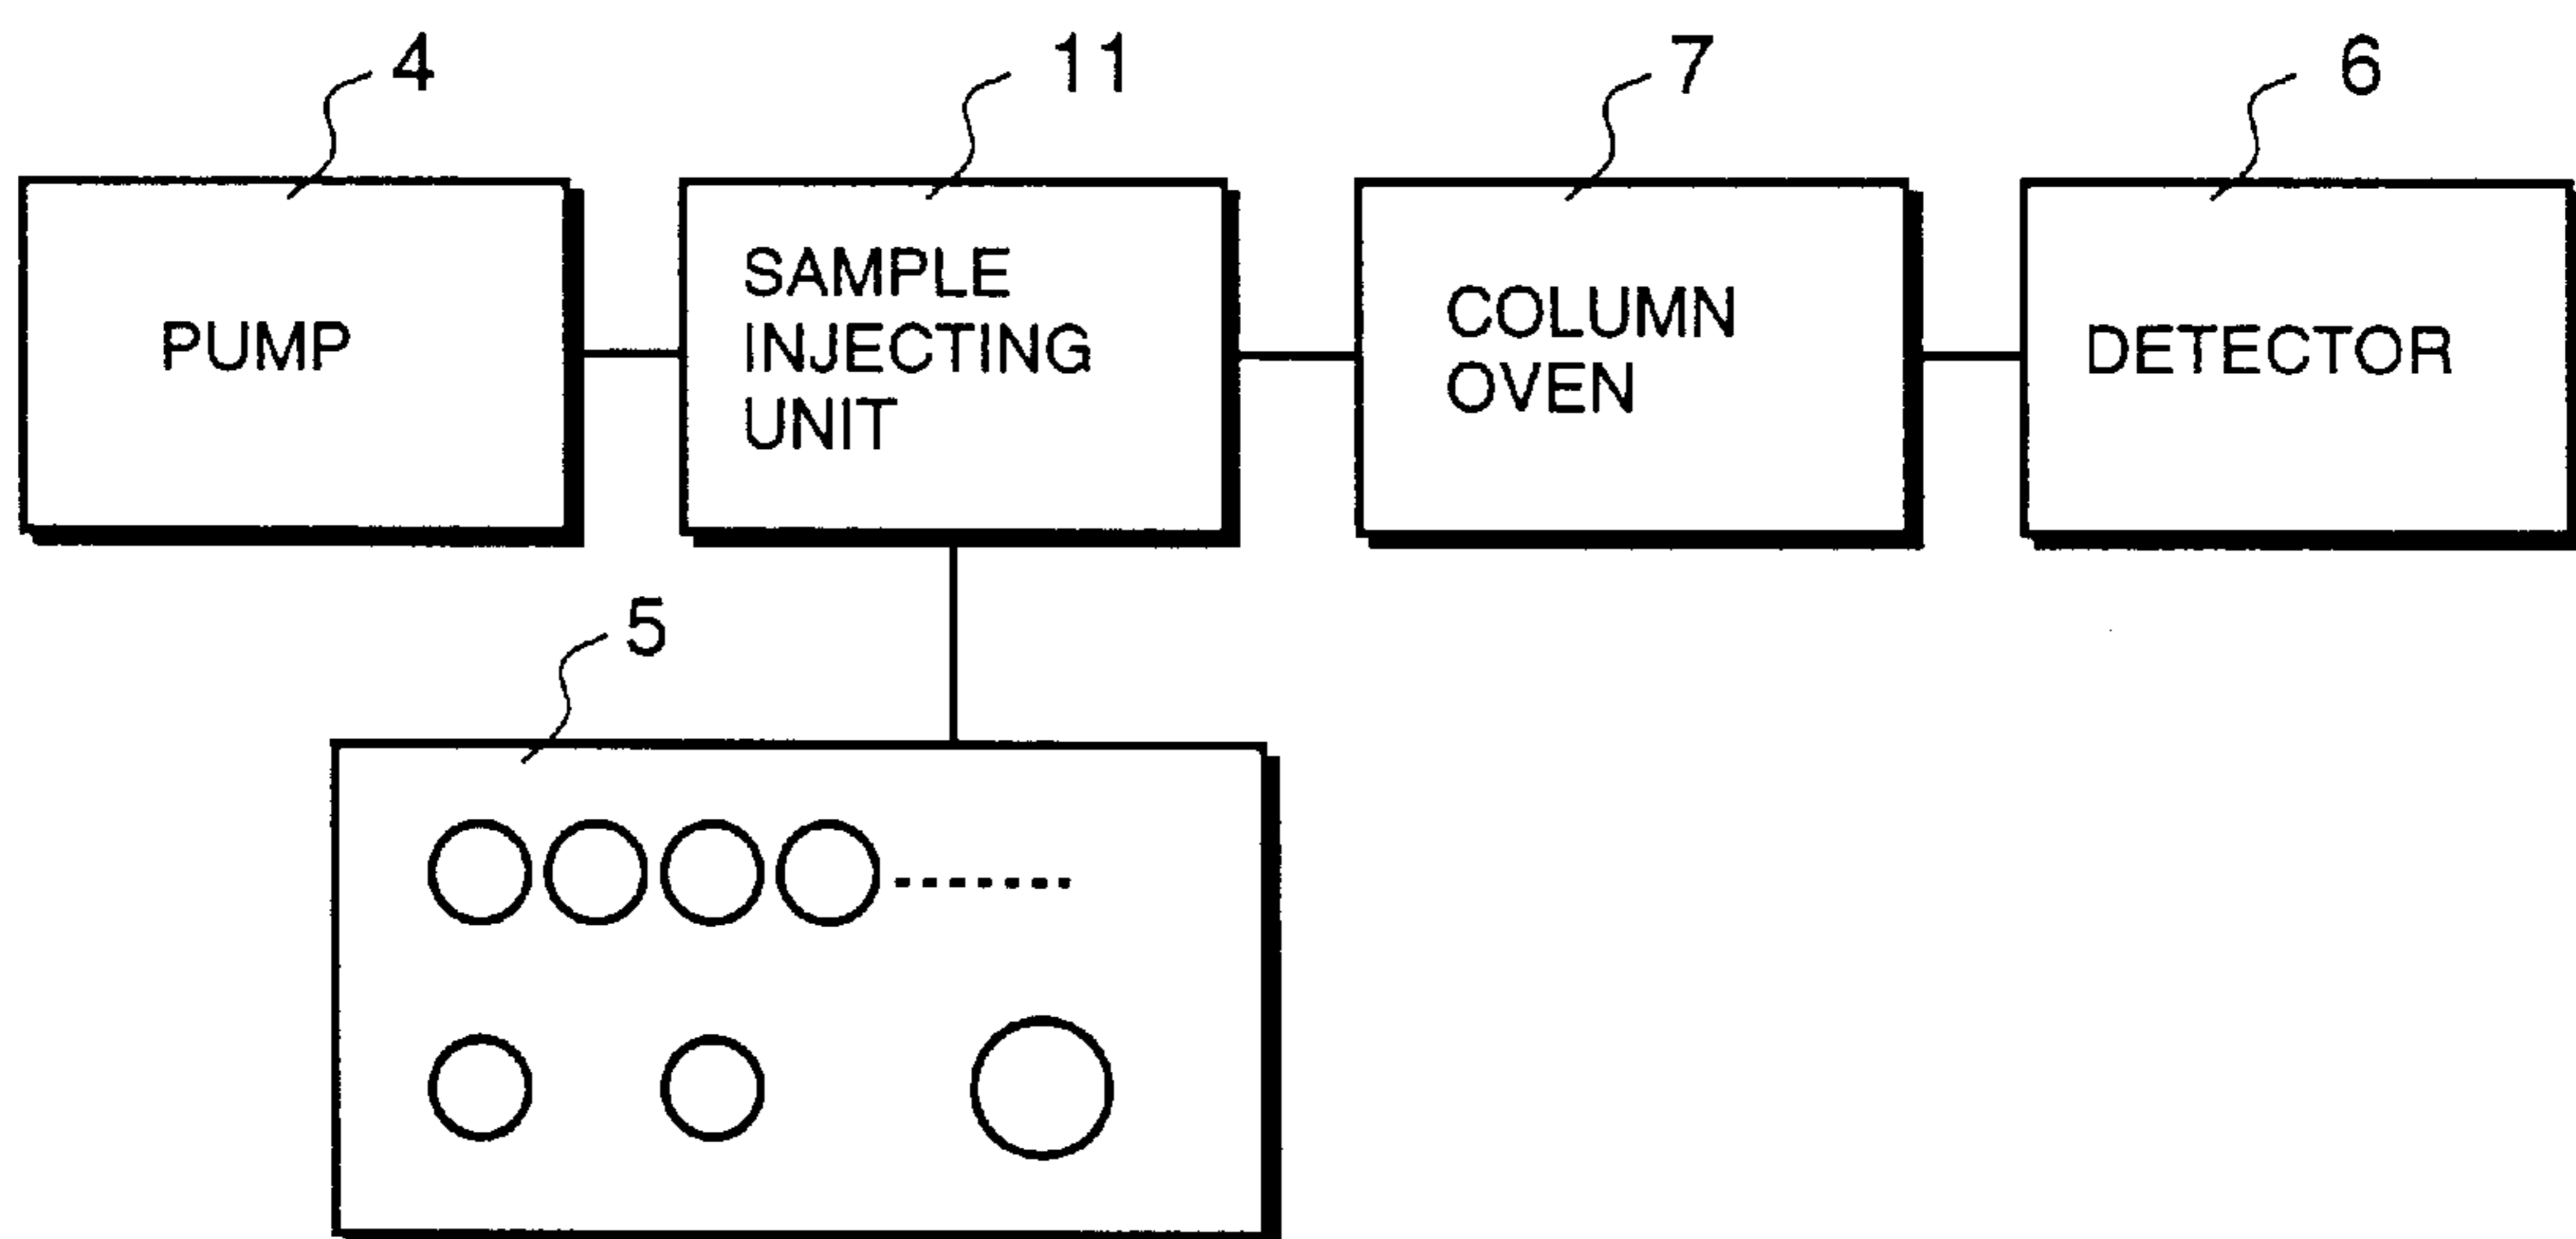 4
11
7
6
PUMP
SAMPLE
INJECTING
UNIT
COLUMN
OVEN
DETECTOR
5